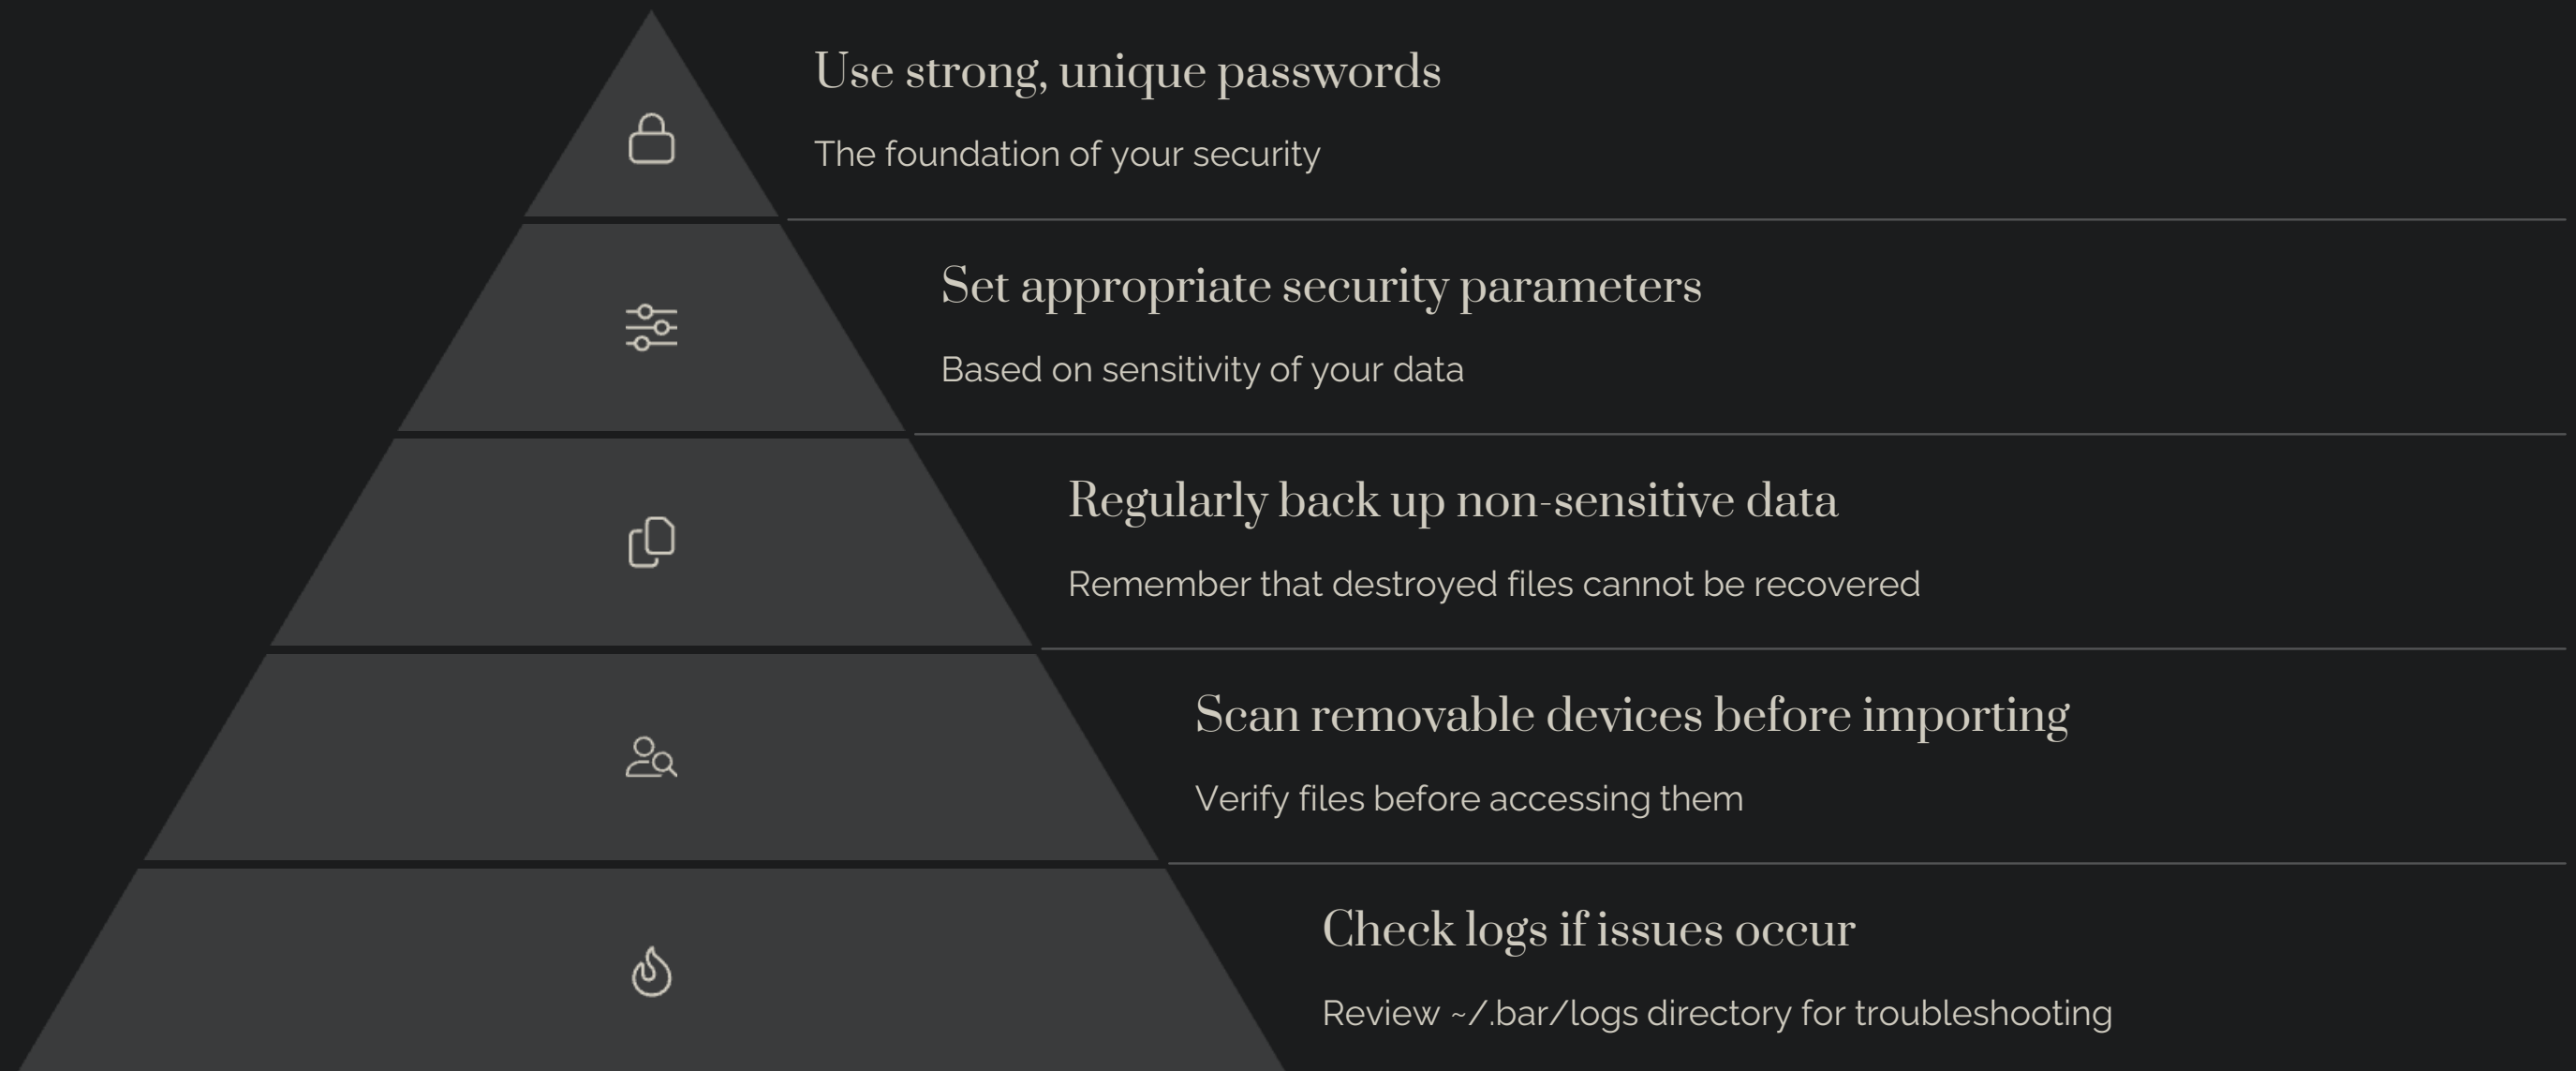 Use strong, unique passwords
The foundation of your security
Set appropriate security parameters
Based on sensitivity of your data
Regularly back up non-sensitive data
Remember that destroyed files cannot be recovered
Scan removable devices before importing
Verify files before accessing them
Check logs if issues occur
Review ~/.bar/logs directory for troubleshooting